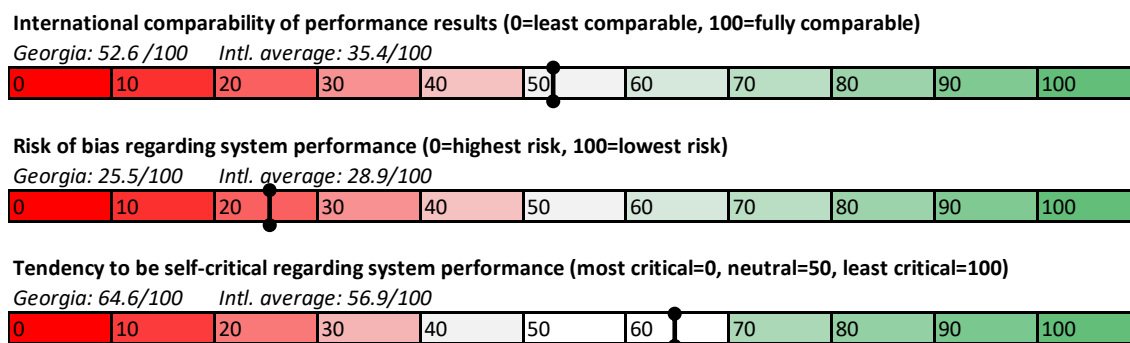 International comparability of performance results (0=least comparable, 100=fully comparable)
Georgia: 52.6 /100 Intl. average: 35.4/100
0 10 20 30 40 50 60 70 80 90 100
Risk of bias regarding system performance (0=highest risk, 100=lowest risk)
Georgia: 25.5/100 Intl. average: 28.9/100
0 10 20 30 40 50 60 70 80 90 100
Tendency to be self-critical regarding system performance (most critical=0, neutral=50, least critical=100)
Georgia: 64.6/100 Intl. average: 56.9/100
0 10 20 30 40 50 60 70 80 90 100